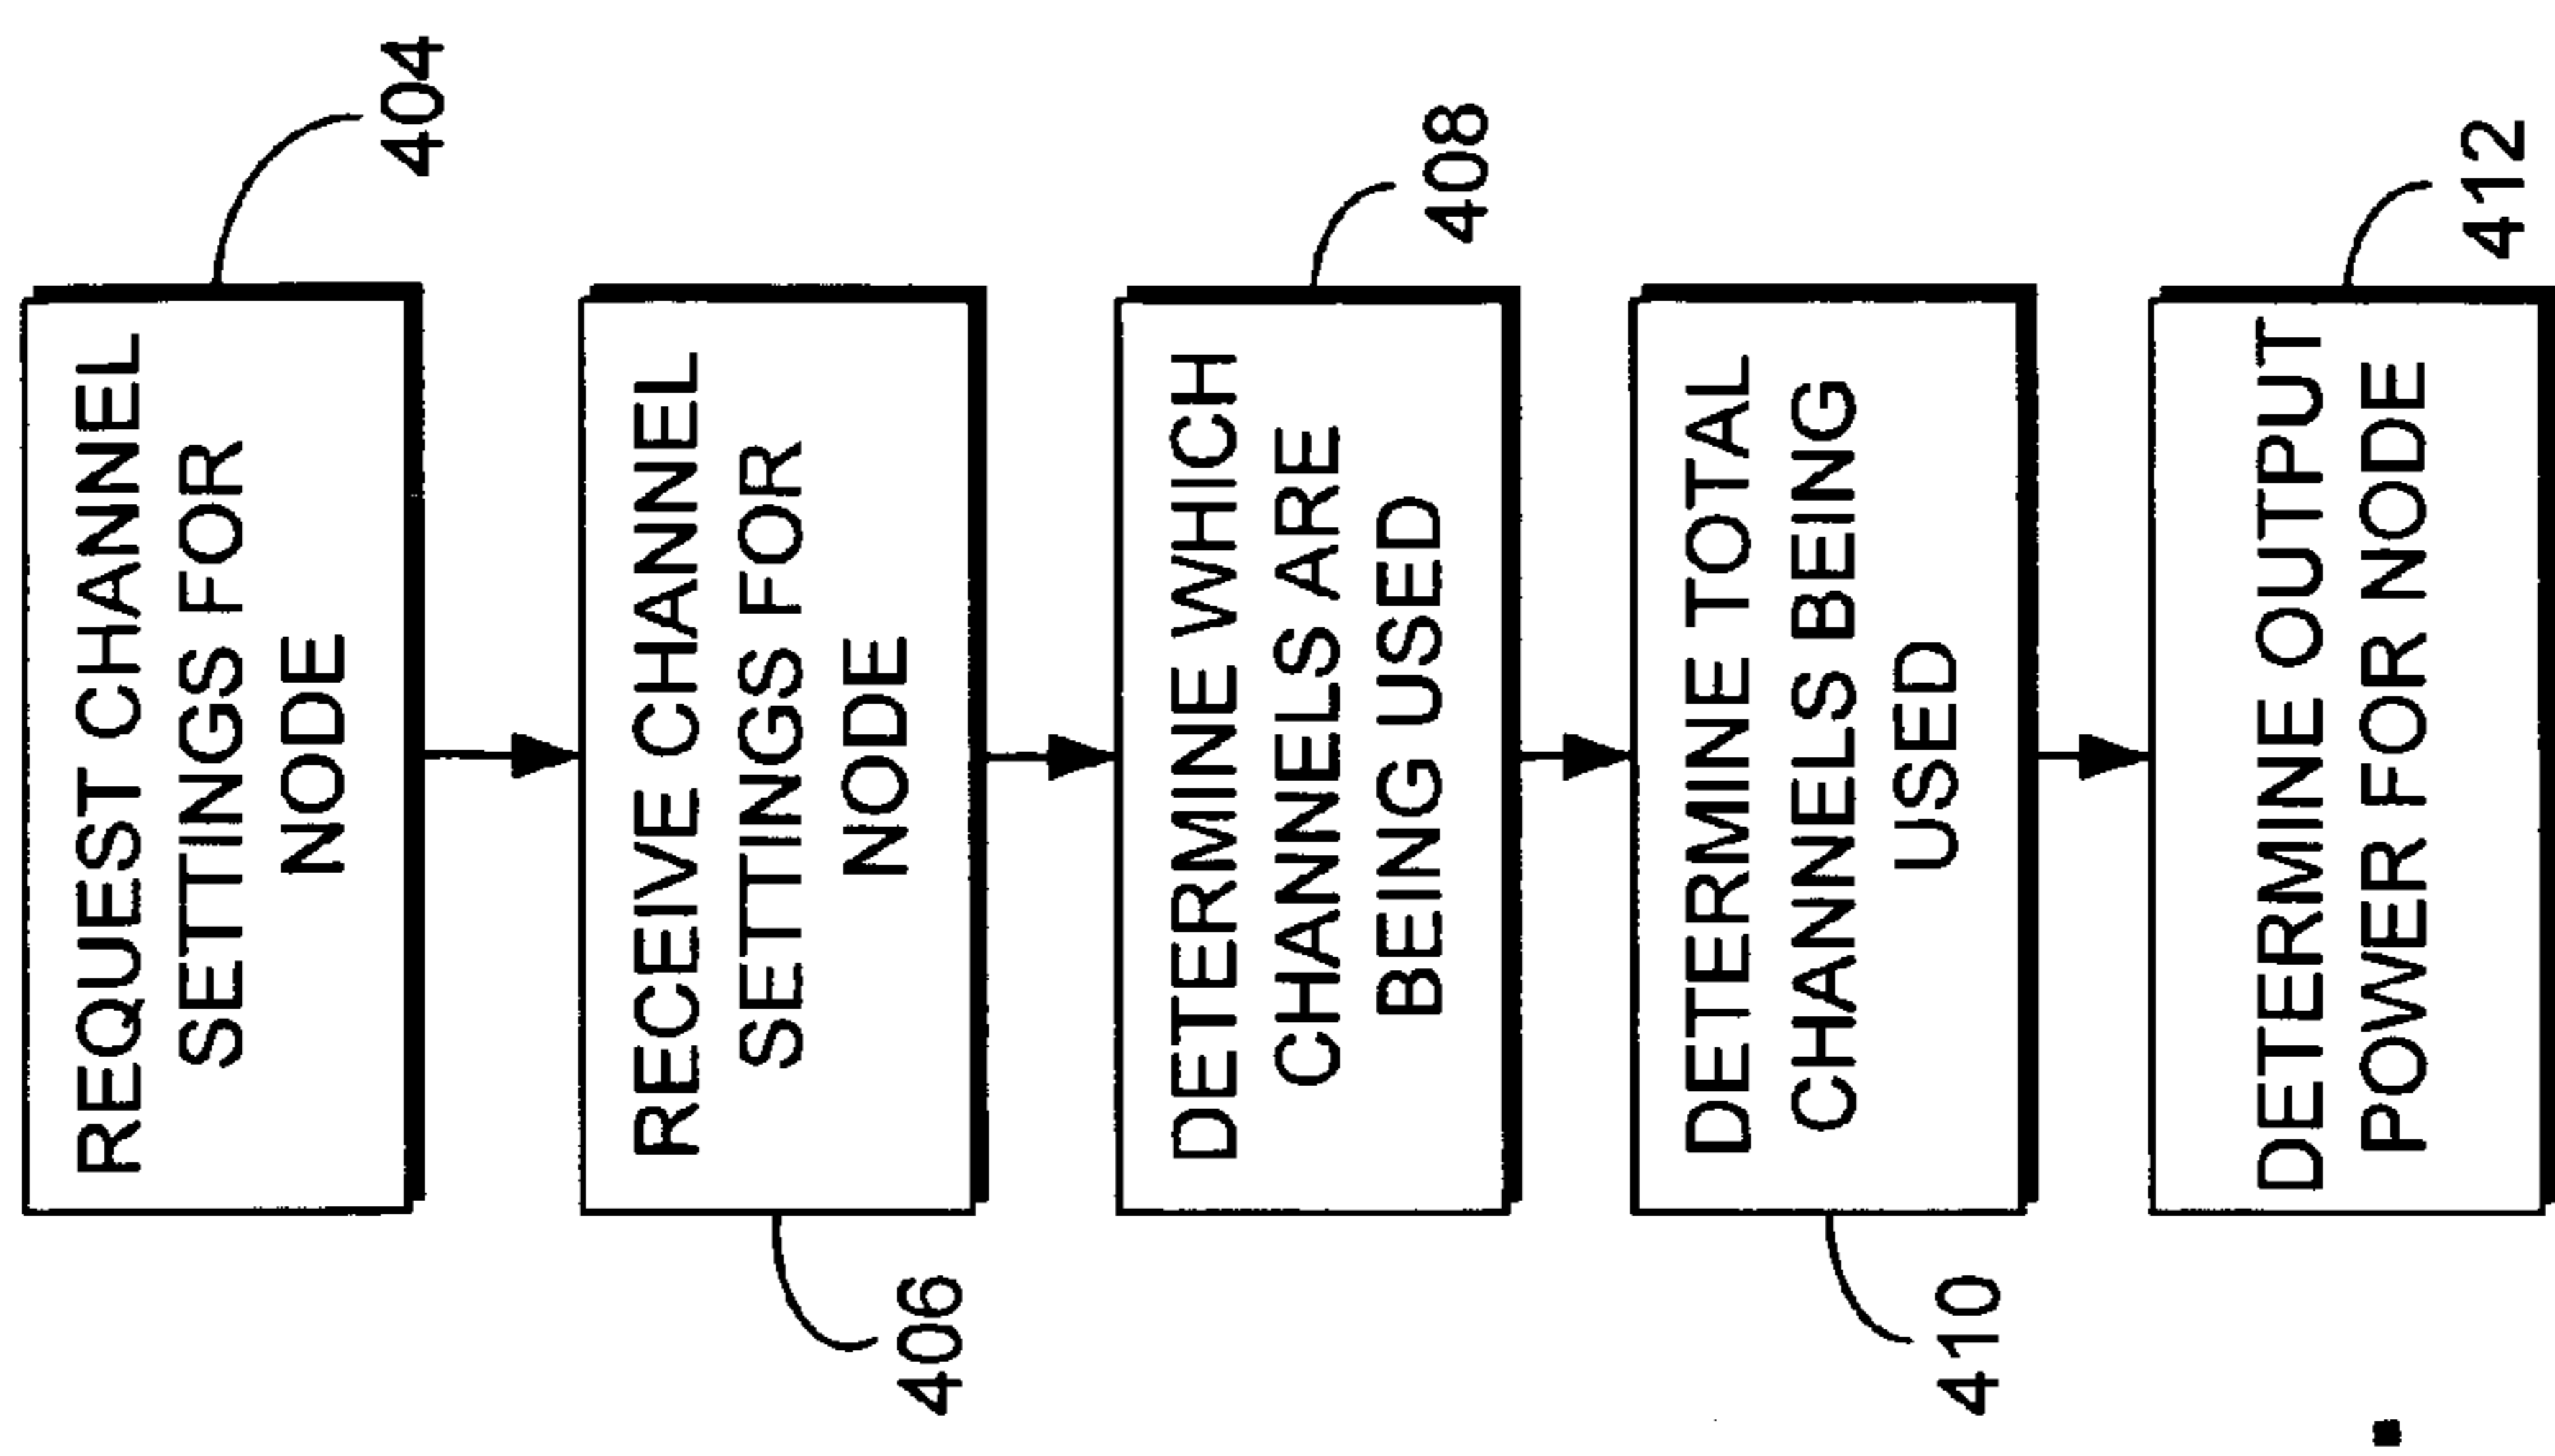 REQUEST CHANNEL
SETTINGS FOR
NODE
404
RECEIVE CHANNEL
SETTINGS FOR
NODE
406
DETERMINE WHICH
CHANNELS ARE
BEING USED
408
DETERMINE TOTAL
CHANNELS BEING
USED
410
DETERMINE OUTPUT
POWER FOR NODE
412